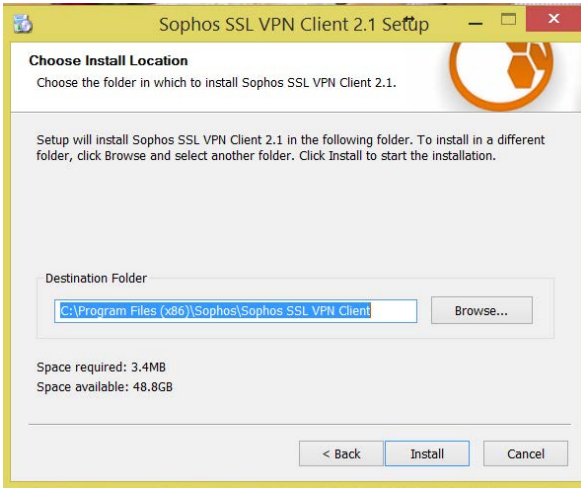 Sophos SSL VPN Client 2.1 Setup
Choose Install Location
Choose the folder in which to install Sophos SSL VPN Client 2.1.
Setup will install Sophos SSL VPN Client 2.1 in the following folder. To install in a different
folder, click Browse and select another folder. Click Install to start the installation.
Destination Folder
C:\Program Files (x86)\Sophos\Sophos SSL VPN Client
Browse...
Space required: 3.4MB
Space available: 48.8GB
< Back
Install
Cancel